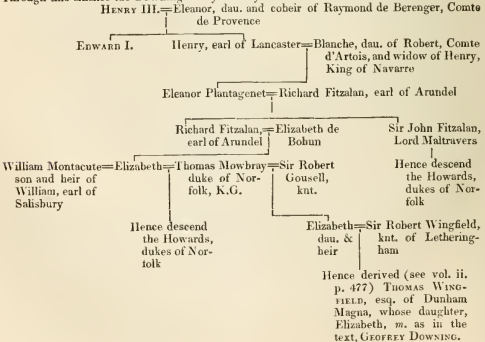 HENRY III.=Eleanor, dau. and coheir of Raymond de Berenger, Comte
de Provence
EDWARD I.
Henry, earl of Lancaster=Blanche, dau. of Robert, Comte
d'Artois, and widow of Henry,
King of Navarre
Eleanor Plantagenet=Richard Fitzalan, earl of Arundel
Richard Fitzalan,=Elizabeth de
earl of Arundel
Bohun
Sir John Fitzalan,
Lord Maltravers
Hence descend
the Howards,
dukes of Nor-
folk
William Montacute=Elizabeth=Thomas Mowbray=Sir Robert
son and heir of
William, earl of
Salisbury
duke of Nor-
folk, K.G.
Gousell,
knt.
Hence descend
the Howards,
dukes of Nor-
folk
Elizabeth=Sir Robert Wingfield,
dau. &
heir
knt. of Lethering-
ham
Hence derived (see vol. ii.
p. 477) THOMAS WING-
FIELD, esq. of Dunham
Magna, whose daughter,
Elizabeth, m. as in the
text, GEOFREY DOWNING.